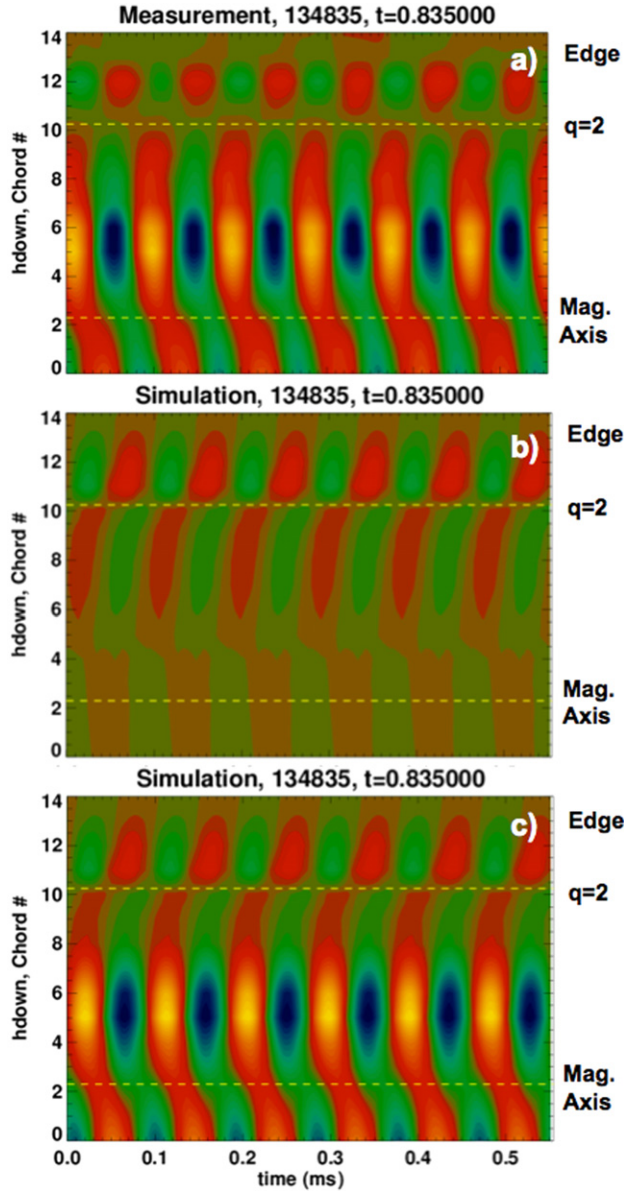 Measurement, 134835, t=0.835000
14
12
10
8
6
4
2
0
hdown, Chord #
a)
Edge
q=2
Mag.
Axis
Simulation, 134835, t=0.835000
14
12
10
8
6
4
2
0
hdown, Chord #
b)
Edge
q=2
Mag.
Axis
Simulation, 134835, t=0.835000
14
12
10
8
6
4
2
0
hdown, Chord #
c)
Edge
q=2
Mag.
Axis
0.0 0.1 0.2 0.3 0.4 0.5
time (ms)